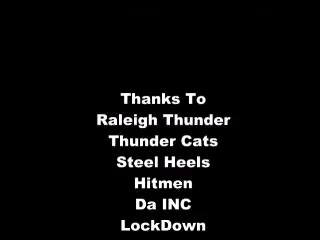 Thanks To
Raleigh Thunder
Thunder Cats
Steel Heels
Hitmen
Da INC
LockDown